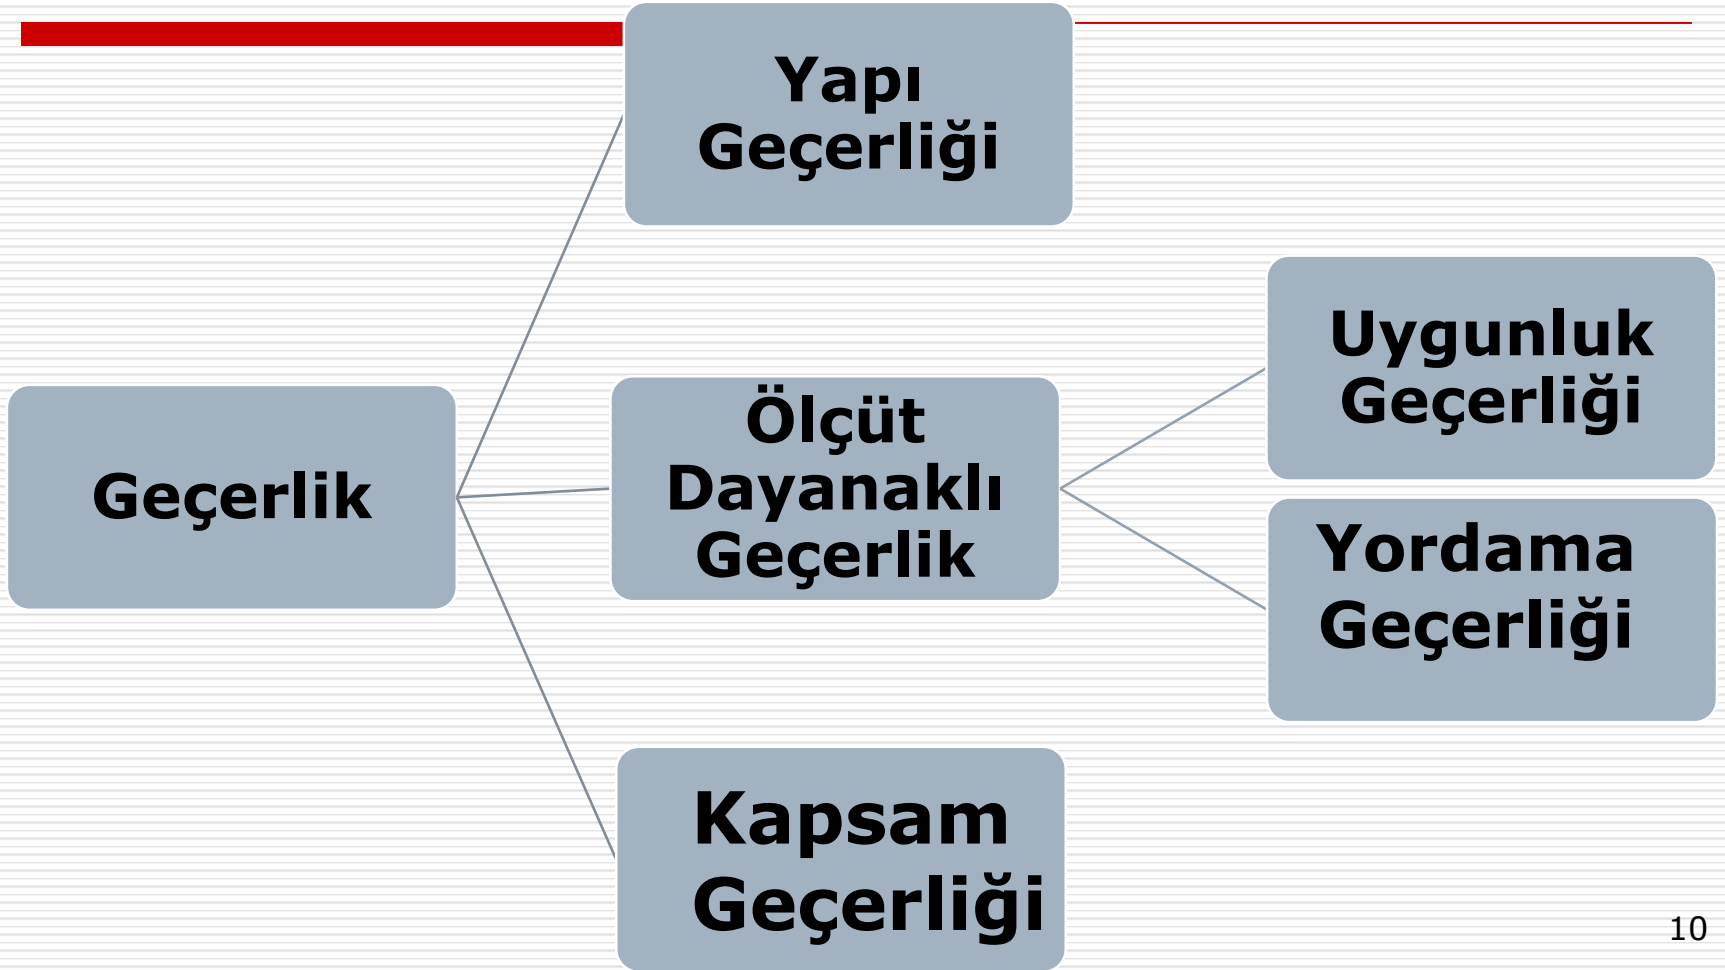 Yapı
Geçerliği
Uygunluk
Geçerliği
Geçerlik
Ölçüt
Dayanaklı
Geçerlik
Yordama
Geçerliği
Kapsam
Geçerliği
10